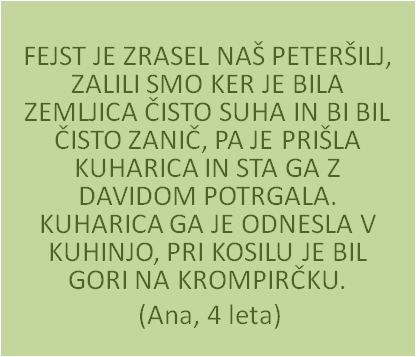 FEJST JE ZRASEL NAŠ PETERŠILJ,
ZALILI SMO KER JE BILA
ZEMLJICA ČISTO SUHA IN BI BIL
ČISTO ZANIČ, PA JE PRIŠLA
KUHARICA IN STA GA Z
DAVIDOM POTRGALA.
KUHARICA GA JE ODNESLA V
KUHINJO, PRI KOSILU JE BIL
GORI NA KROMPIRČKU.
(Ana, 4 leta)